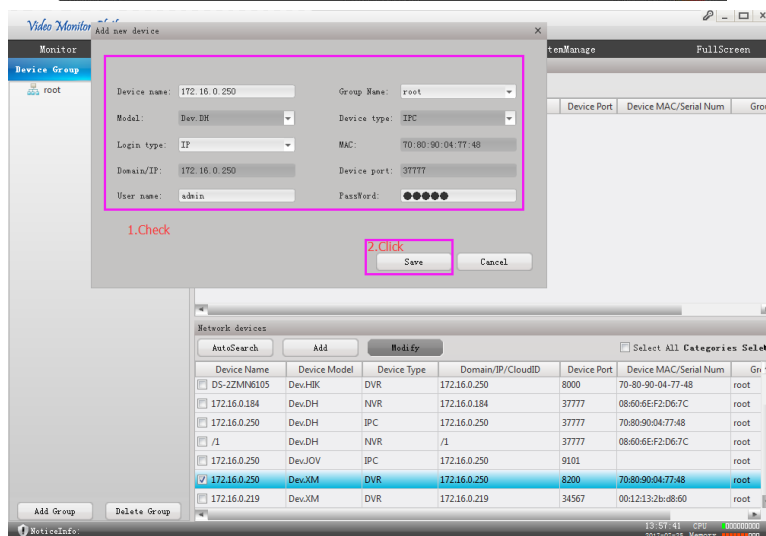 Video Monitor
Add new device
Monitor
FullScreen
Device Group
root
Device name: 172.16.0.250
Group Name: root
Model: Dev.DH
Device type: IPC
Login type: IP
MAC: 70:80:90:04:77:48
Domain/IP: 172.16.0.250
Device port: 37777
User name: admin
PassWord: ●●●●●
1.Check
2.Click
Save
Cancel
Device Port Device MAC/Serial Num
Network devices
AutoSearch
Add
Modify
Select All Categories
Device Name Device Model Device Type Domain/IP/CloudID Device Port Device MAC/Serial Num
DS-2ZMN6105 Dev.HIK DVR 172.16.0.250 8000 70-80-90-04-77-48 root
172.16.0.184 Dev.DH NVR 172.16.0.184 37777 08:60:6E:F2:D6:7C root
172.16.0.250 Dev.DH IPC 172.16.0.250 37777 70:80:90:04:77:48 root
/1 Dev.DH NVR /1 37777 08:60:6E:F2:D6:7C root
172.16.0.250 Dev.JOV IPC 172.16.0.250 9101 root
172.16.0.250 Dev.XM DVR 172.16.0.250 8200 70:80:90:04:77:48 root
172.16.0.219 Dev.XM DVR 172.16.0.219 34567 00:12:13:2b:d8:60 root
Add Group
Delete Group
NoticeInfo:
13:57:41 CPU